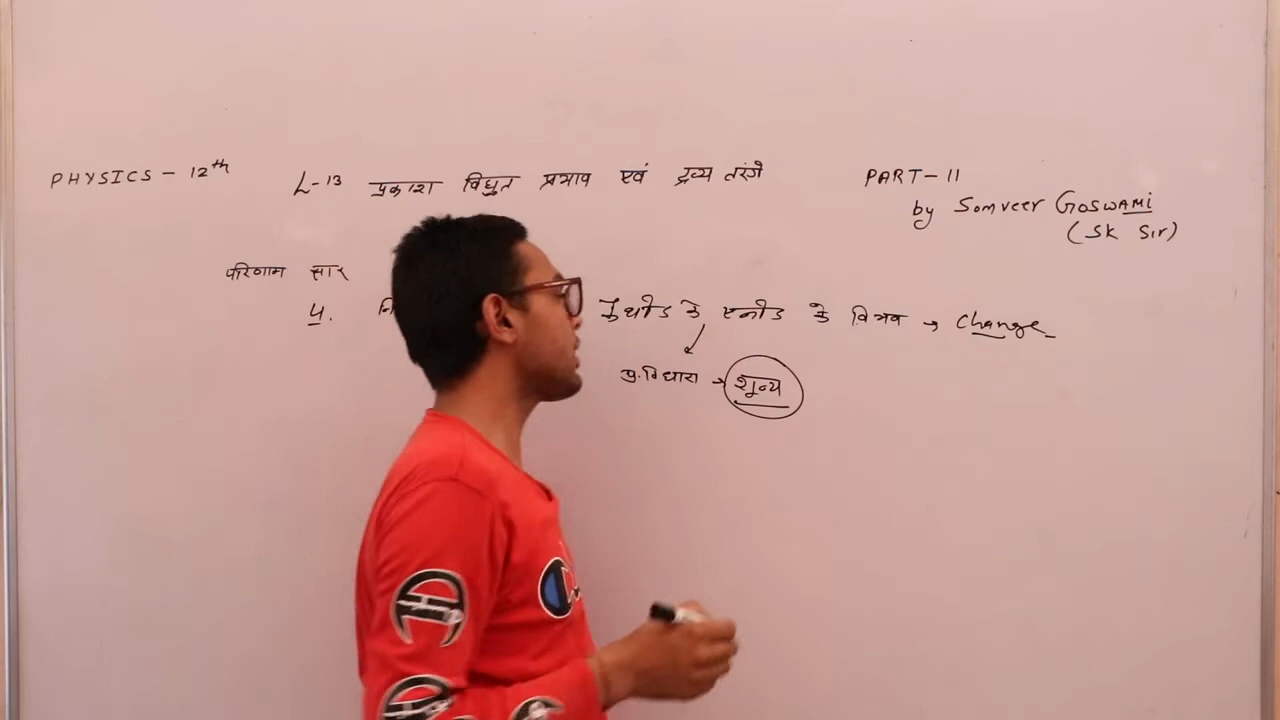 PHYSICS - 12th L-13 प्रकाश विद्युत प्रभाव एवं द्रव्य तरंगे PART-11
by Somveer GOSWAMI
(SK Sir)
परिणाम सार
4. नि कैथोड के एनोड के विभव → change
प्र.वि धारा → शून्य